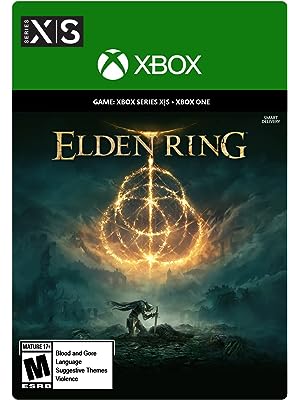 SERIES X|S
XBOX
GAME: XBOX SERIES X|S • XBOX ONE
SMART
DELIVERY
ELDEN RING
MATURE 17+
M
ESRB
Blood and Gore
Language
Suggestive Themes
Violence